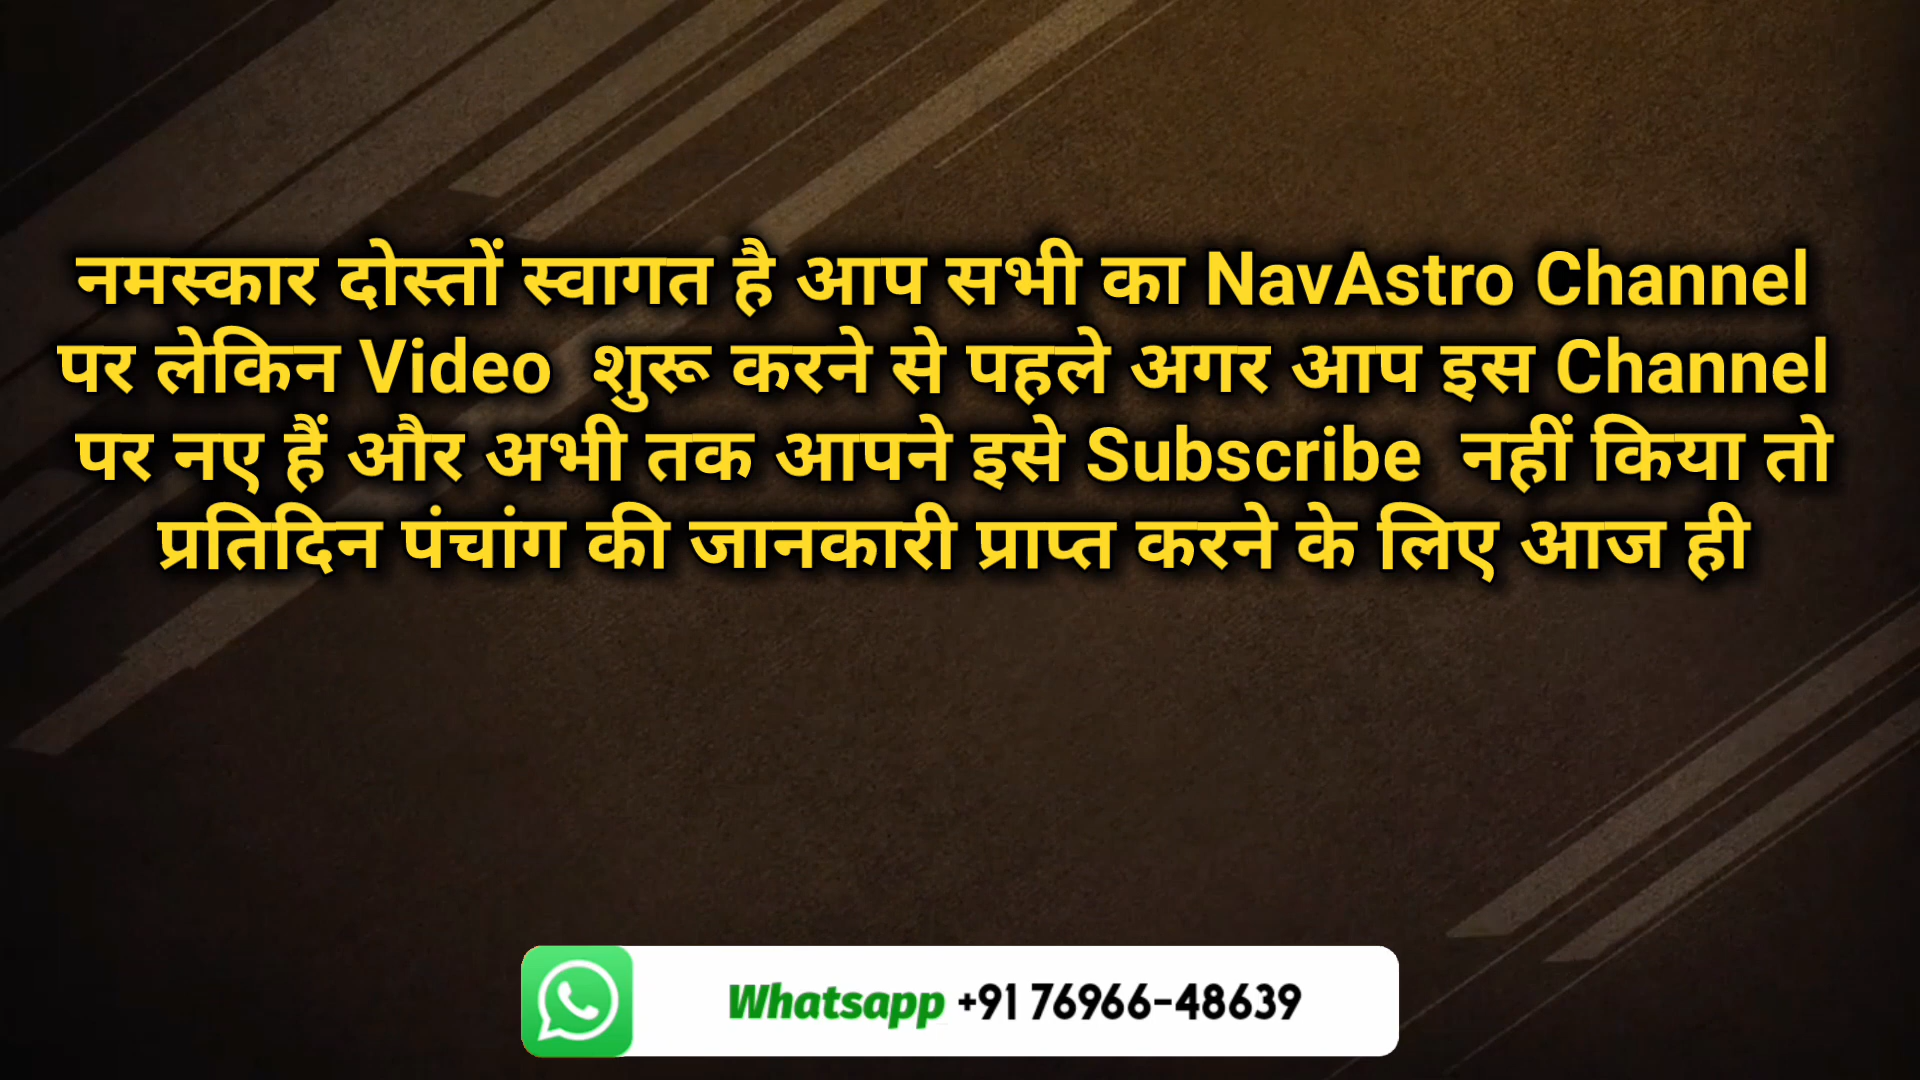 नमस्कार दोस्तों स्वागत है आप सभी का NavAstro Channel
पर लेकिन Video शुरू करने से पहले अगर आप इस Channel
पर नए हैं और अभी तक आपने इसे Subscribe नहीं किया तो
प्रतिदिन पंचांग की जानकारी प्राप्त करने के लिए आज ही
Whatsapp +91 76966-48639